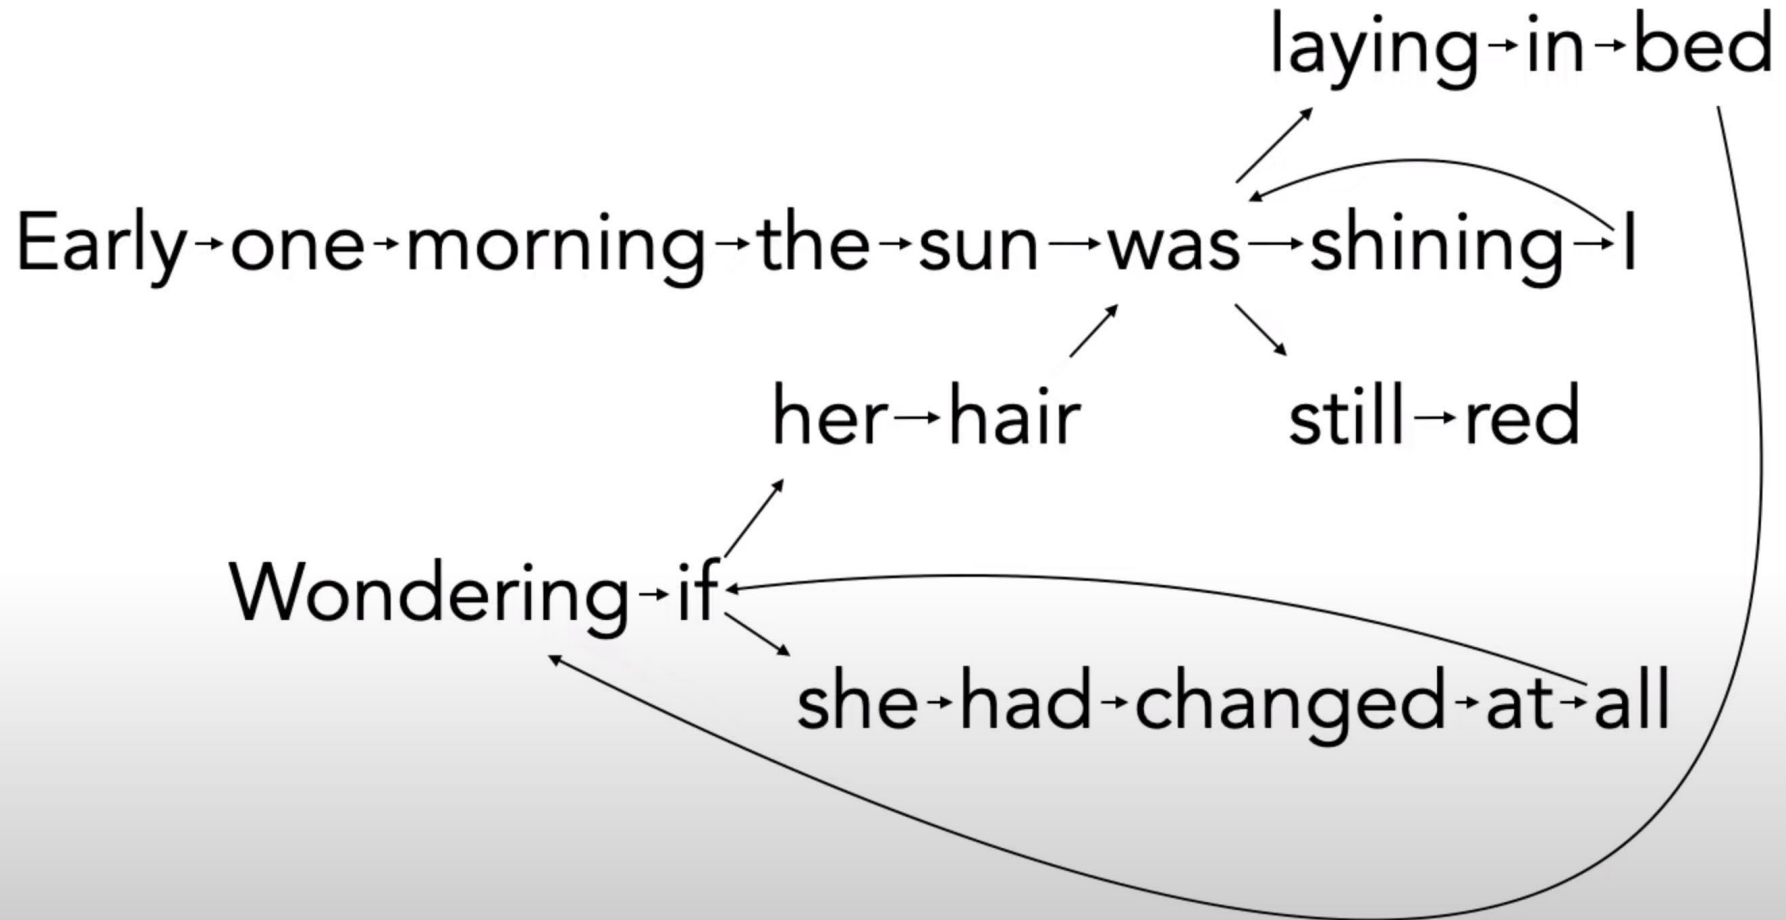 laying→in→bed
Early→one→morning→the→sun→was→shining→I
her→hair still→red
Wondering→if
she→had→changed→at→all